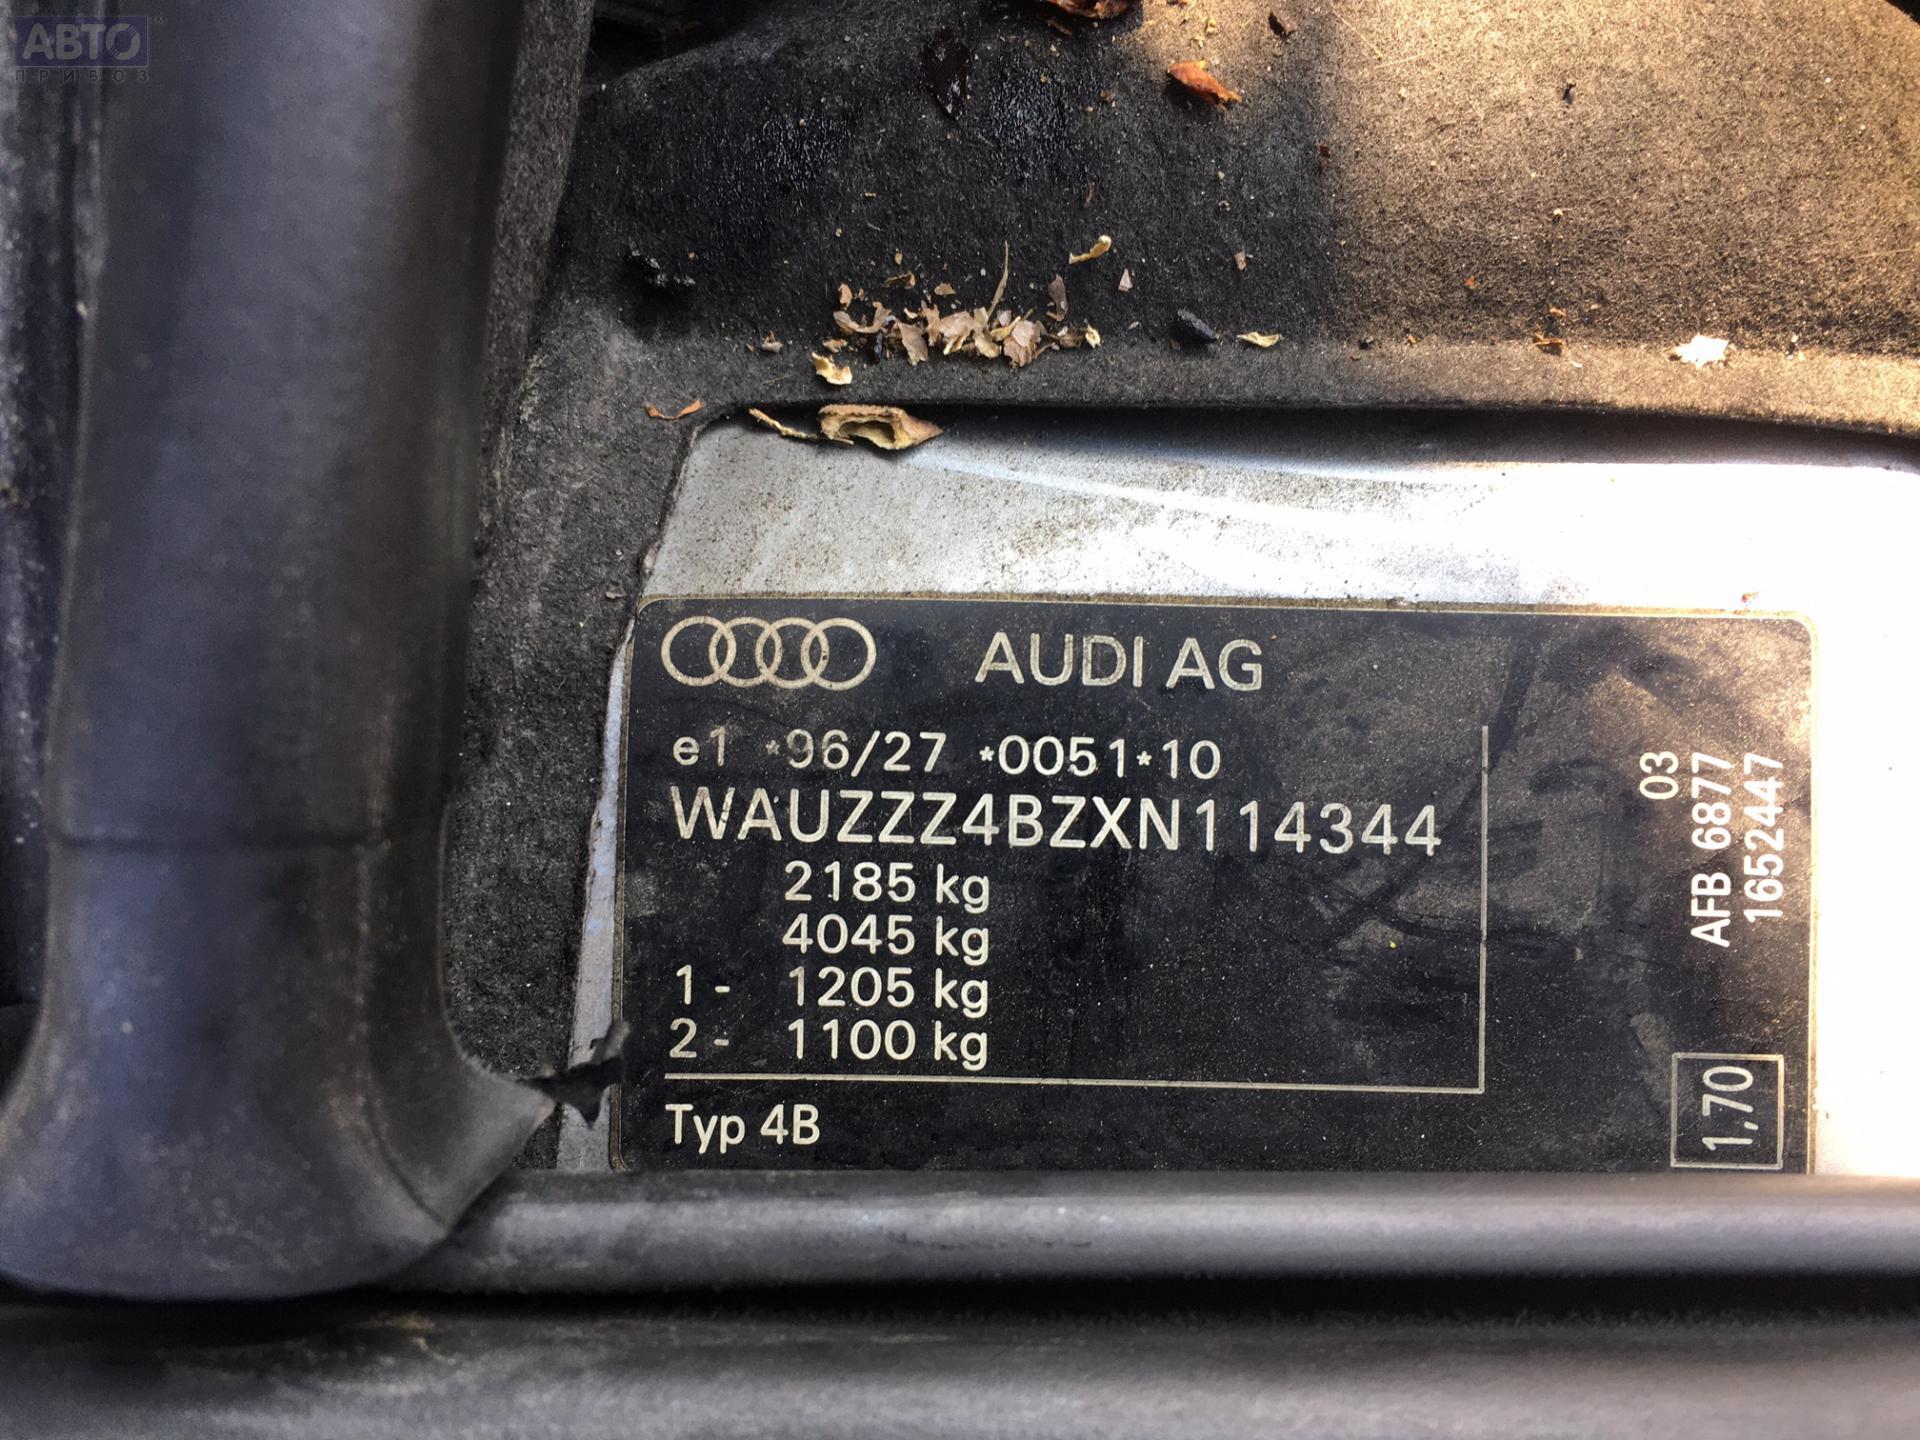 АВТО
ПРИВОЗ
AUDI AG
e1 *96/27 *0051*10
WAUZZZ4BZXN114344
2185 kg
4045 kg
1- 1205 kg
2- 1100 kg
Typ 4B
03
AFB 6877
1652447
1,70